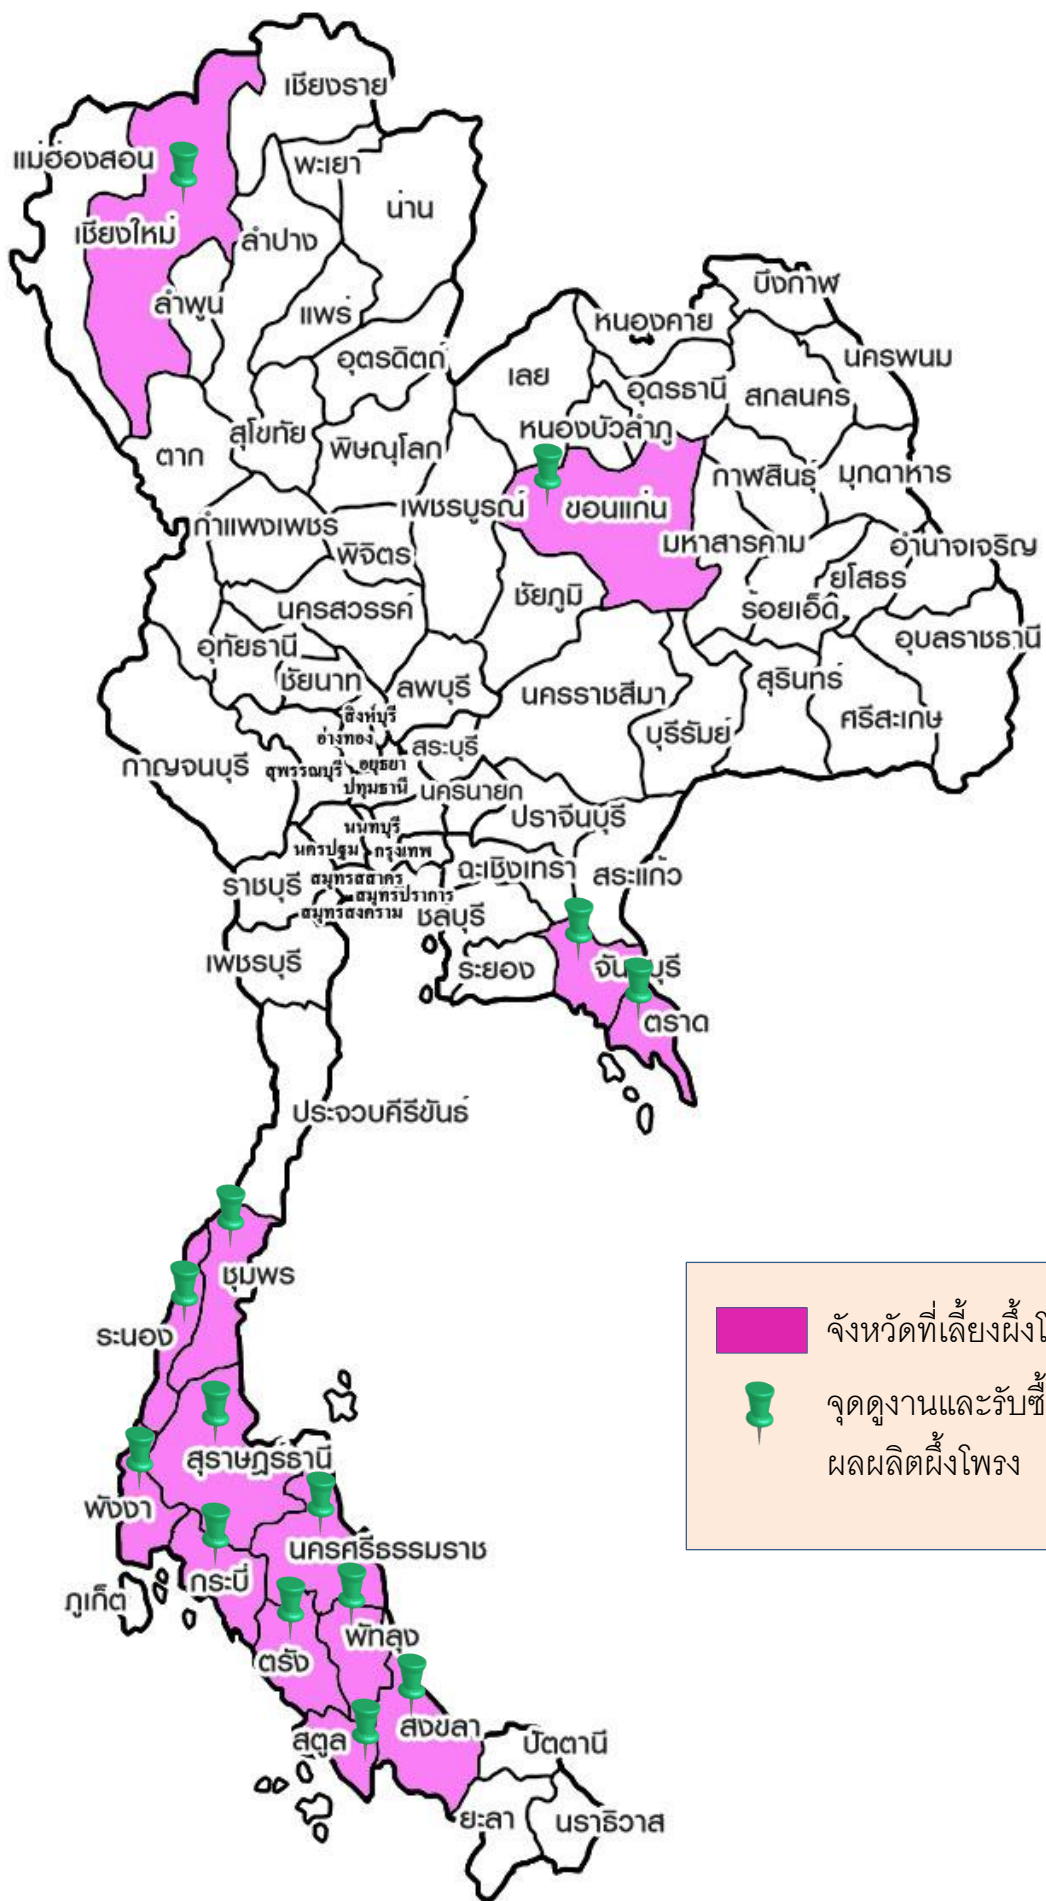 เชียงราย
แม่ฮ่องสอน
พะเยา
น่าน
เชียงใหม่
ลำปาง
ลำพูน
แพร่
อุตรดิตถ์
บึงกาฬ
หนองคาย
นครพนม
เลย
อุดรธานี
สกลนคร
สุโขทัย
หนองบัวลำภู
ตาก
พิษณุโลก
กาฬสินธุ์
มุกดาหาร
เพชรบูรณ์
ขอนแก่น
กำแพงเพชร
พิจิตร
มหาสารคาม
อำนาจเจริญ
ยโสธร
ชัยภูมิ
นครสวรรค์
ร้อยเอ็ด
อุบลราชธานี
อุทัยธานี
ชัยนาท
ลพบุรี
นครราชสีมา
สุรินทร์
ศรีสะเกษ
สิงห์บุรี
อ่างทอง
สระบุรี
บุรีรัมย์
กาญจนบุรี
สุพรรณบุรี
อยุธยา
ปทุมธานี
นครนายก
ปราจีนบุรี
นนทบุรี
นครปฐม
กรุงเทพ
ฉะเชิงเทรา
สระแก้ว
ราชบุรี
สมุทรสาคร
สมุทรปราการ
สมุทรสงคราม
ชลบุรี
เพชรบุรี
ระยอง
จัน บุรี
ตราด
ประจวบคีรีขันธ์
ชุมพร
ระนอง
จังหวัดที่เลี้ยงผึ้งโ
จุดดูงานและรับซื้
ผลผลิตผึ้งโพรง
สุราษฎร์ธานี
พังงา
นครศรีธรรมราช
กระบี่
ภูเก็ต
พัทลุง
ตรัง
สงขลา
สตูล
ปัตตานี
ยะลา
นราธิวาส